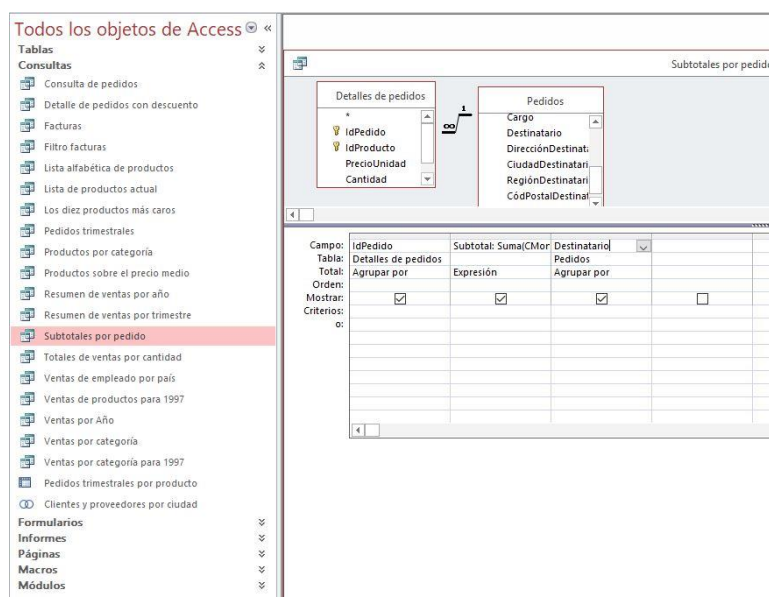 Todos los objetos de Access «
Tablas
Consultas
Consulta de pedidos
Detalle de pedidos con descuento
Facturas
Filtro facturas
Lista alfabética de productos
Lista de productos actual
Los diez productos más caros
Pedidos trimestrales
Productos por categoría
Productos sobre el precio medio
Resumen de ventas por año
Resumen de ventas por trimestre
Subtotales por pedido
Totales de ventas por cantidad
Ventas de empleado por país
Ventas de productos para 1997
Ventas por Año
Ventas por categoría
Ventas por categoría para 1997
Pedidos trimestrales por producto
Clientes y proveedores por ciudad
Formularios
Informes
Páginas
Macros
Módulos
Subtotales por pedido
Detalles de pedidos
*
IdPedido
IdProducto
PrecioUnidad
Cantidad
∞ 1
Pedidos
Cargo
Destinatario
DirecciónDestinata
CiudadDestinatari
RegiónDestinatari
CódPostalDestinat
Campo: IdPedido Subtotal: Suma(CMon Destinatario
Tabla: Detalles de pedidos Pedidos
Total: Agrupar por Expresión Agrupar por
Orden:
Mostrar:
Criterios:
o: